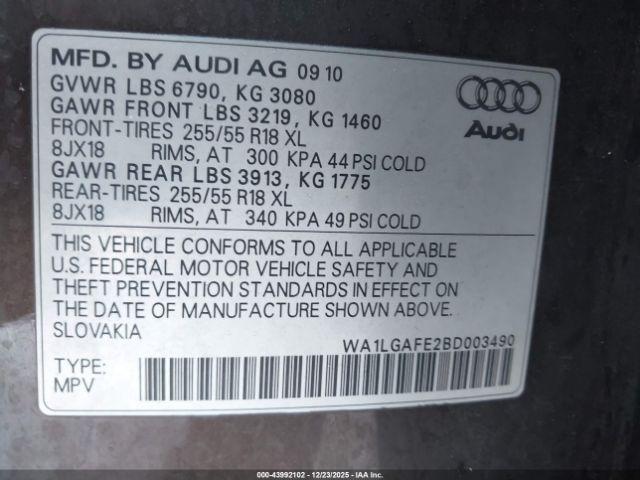 MFD. BY AUDI AG 09 10
GVWR LBS 6790, KG 3080
GAWR FRONT LBS 3219, KG 1460
FRONT-TIRES 255/55 R18 XL
8JX18 RIMS, AT 300 KPA 44 PSI COLD
GAWR REAR LBS 3913, KG 1775
REAR-TIRES 255/55 R18 XL
8JX18 RIMS, AT 340 KPA 49 PSI COLD
Audi
THIS VEHICLE CONFORMS TO ALL APPLICABLE
U.S. FEDERAL MOTOR VEHICLE SAFETY AND
THEFT PREVENTION STANDARDS IN EFFECT ON
THE DATE OF MANUFACTURE SHOWN ABOVE.
SLOVAKIA
WA1LGAFE2BD003490
TYPE:
MPV
000-43992102 - 12/23/2025 - IAA Inc.